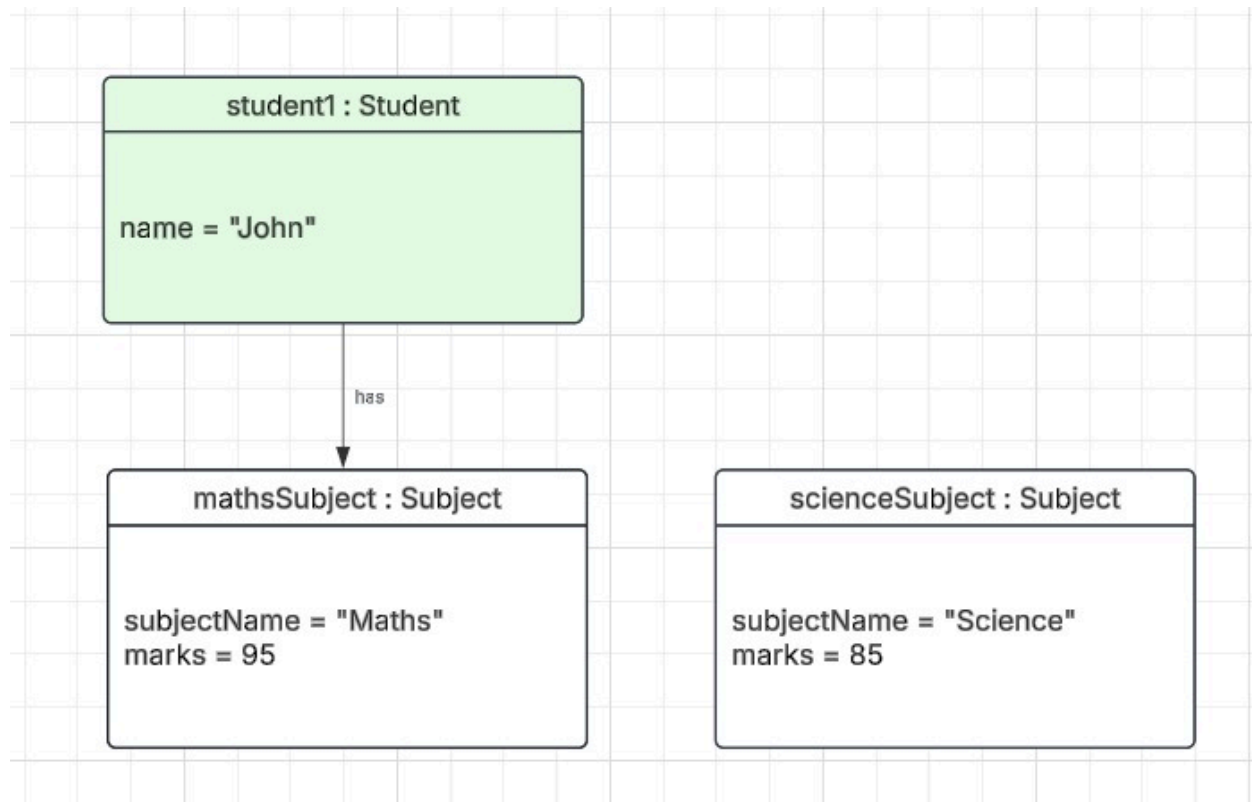 student1 : Student
name = "John"
has
mathsSubject : Subject
subjectName = "Maths"
marks = 95
scienceSubject : Subject
subjectName = "Science"
marks = 85